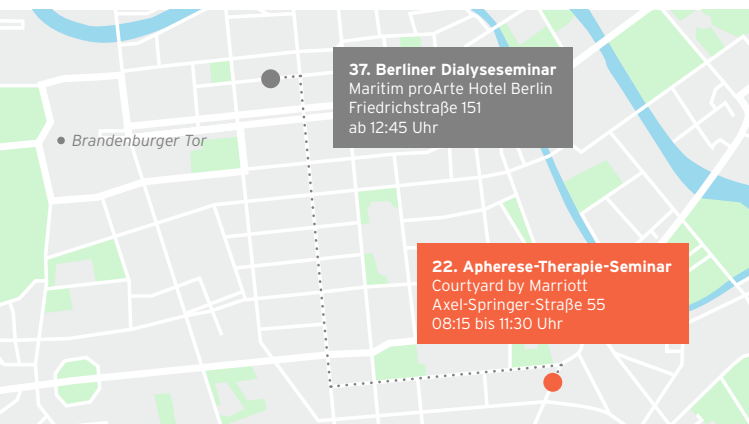 37. Berliner Dialyseseminar
Maritim proArte Hotel Berlin
Friedrichstraße 151
ab 12:45 Uhr
Brandenburger Tor
22. Apherese-Therapie-Seminar
Courtyard by Marriott
Axel-Springer-Straße 55
08:15 bis 11:30 Uhr